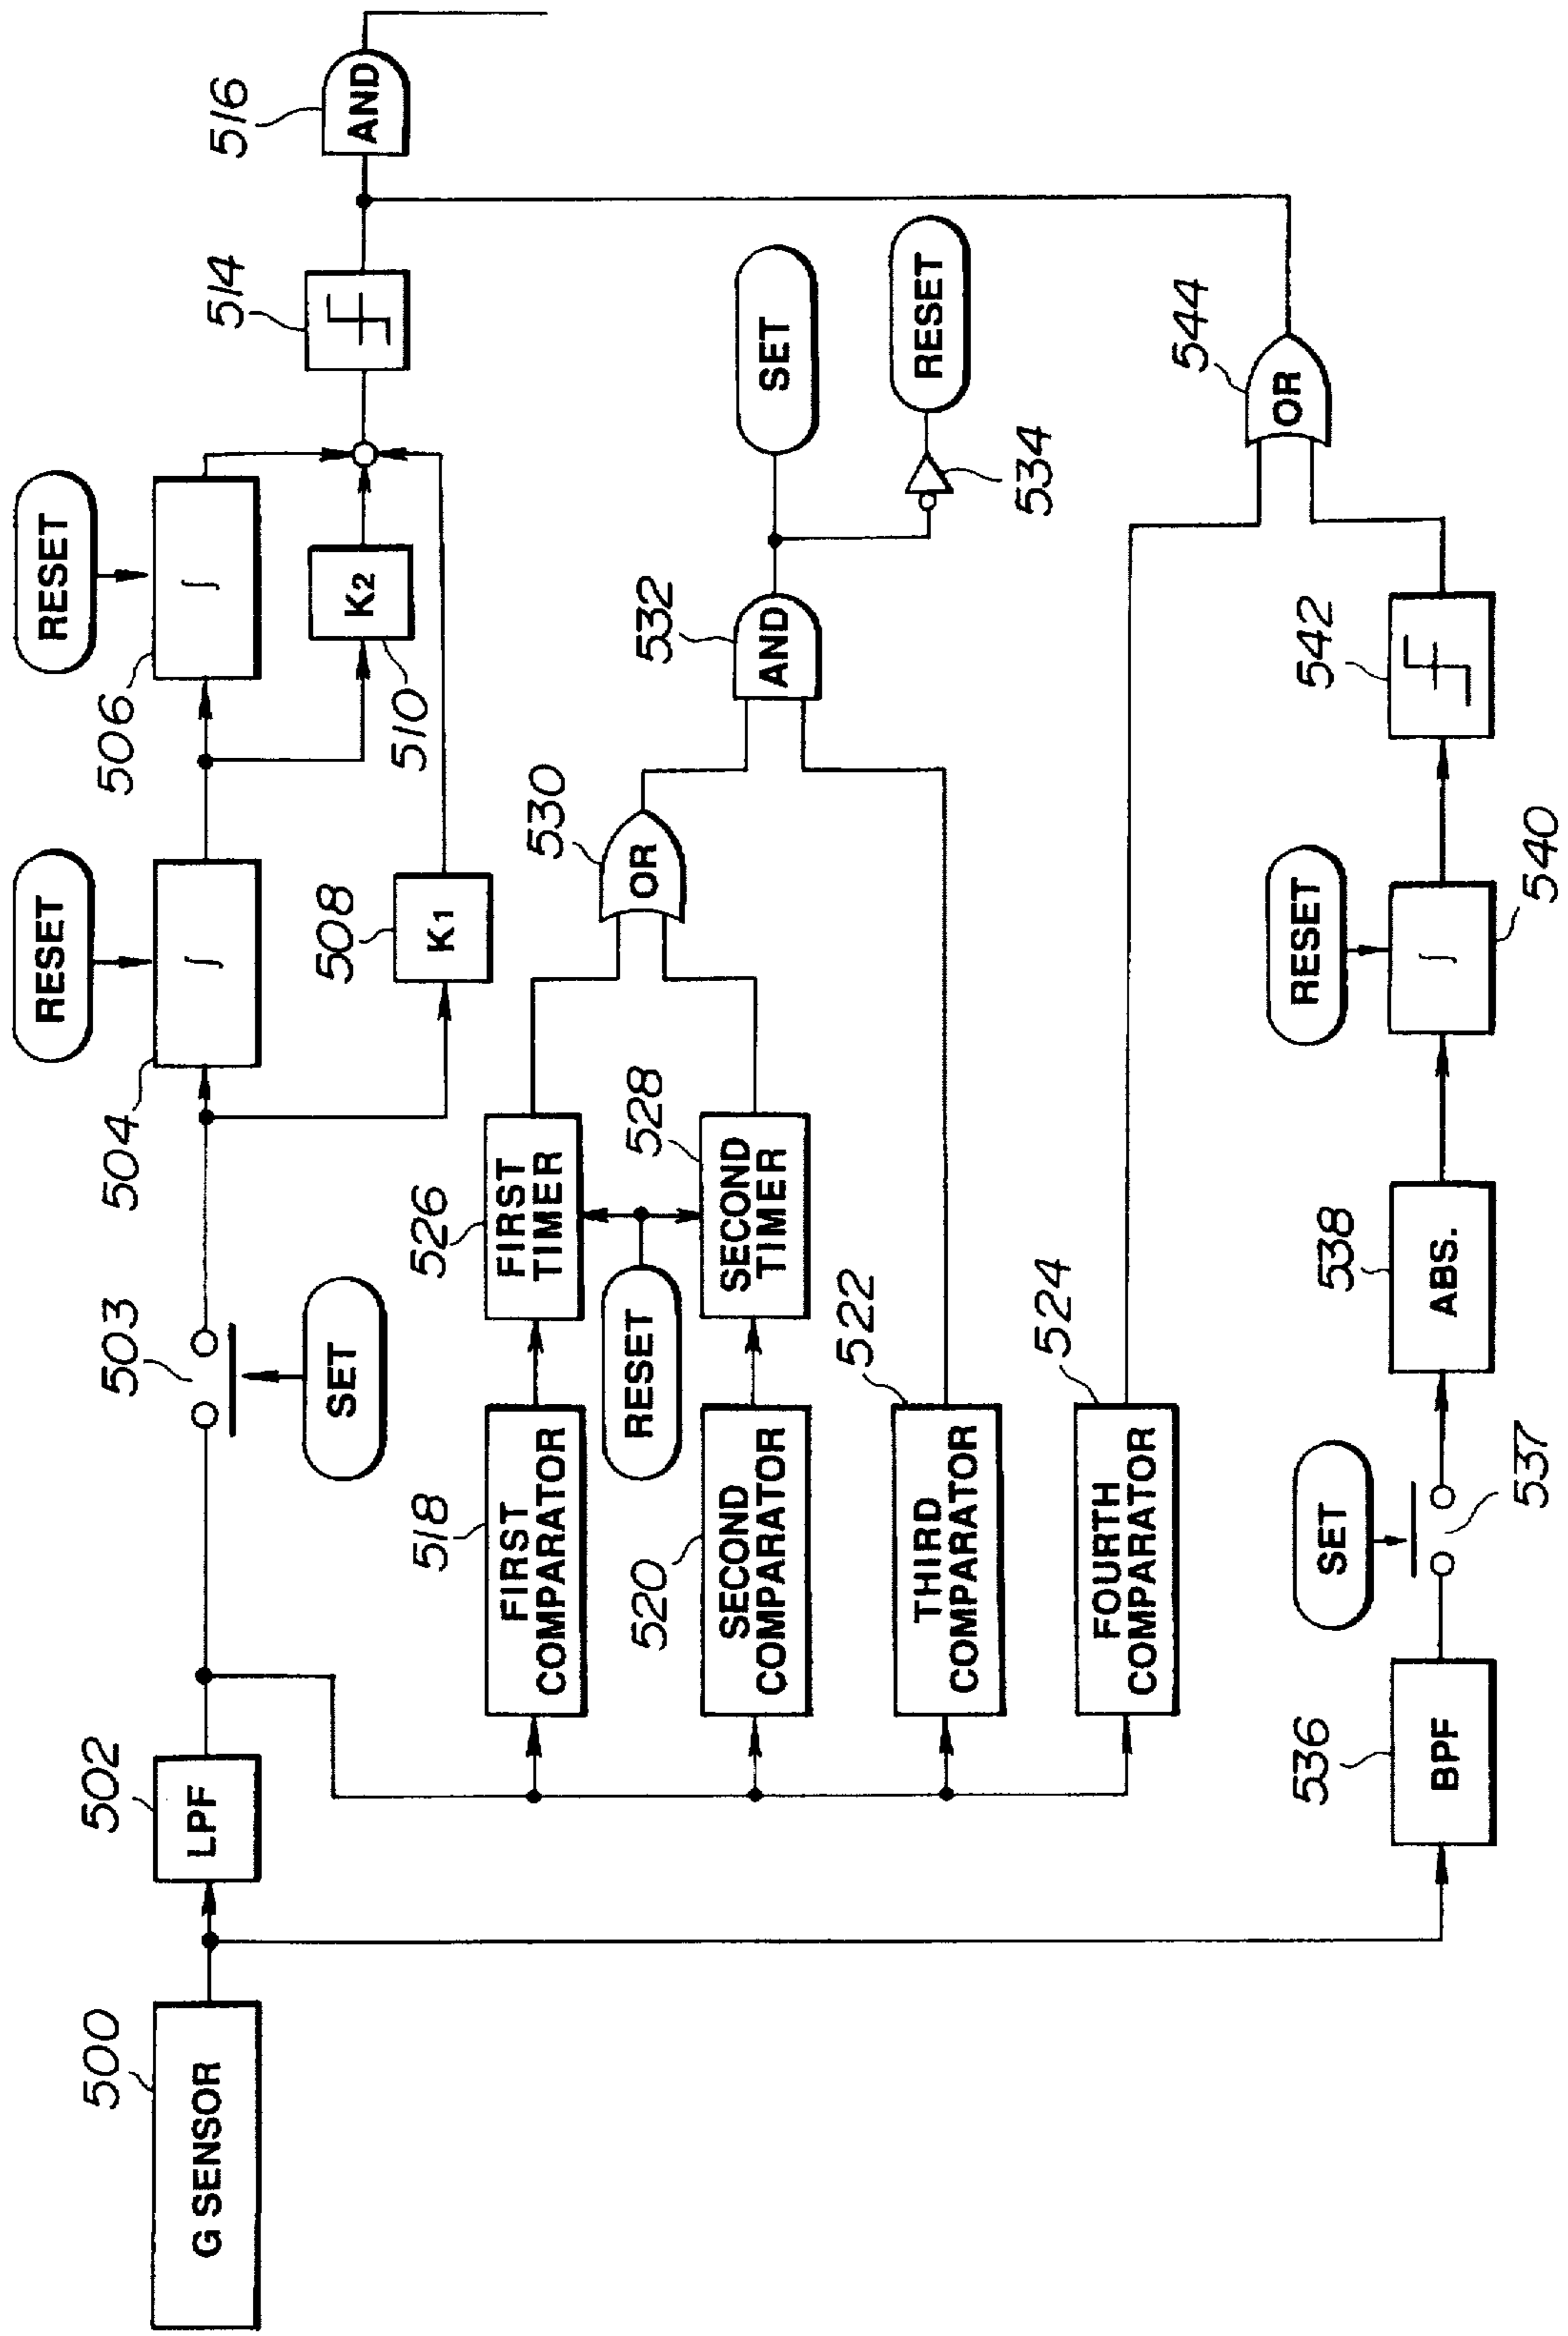 500
G SENSOR
502
LPF
503
SET
504
∫
RESET
506
∫
RESET
508
K1
510
K2
514
516
AND
518
FIRST
COMPARATOR
520
SECOND
COMPARATOR
522
THIRD
COMPARATOR
524
FOURTH
COMPARATOR
526
FIRST
TIMER
528
SECOND
TIMER
RESET
530
OR
532
AND
SET
534
RESET
536
BPF
537
SET
538
ABS.
540
∫
RESET
542
544
OR